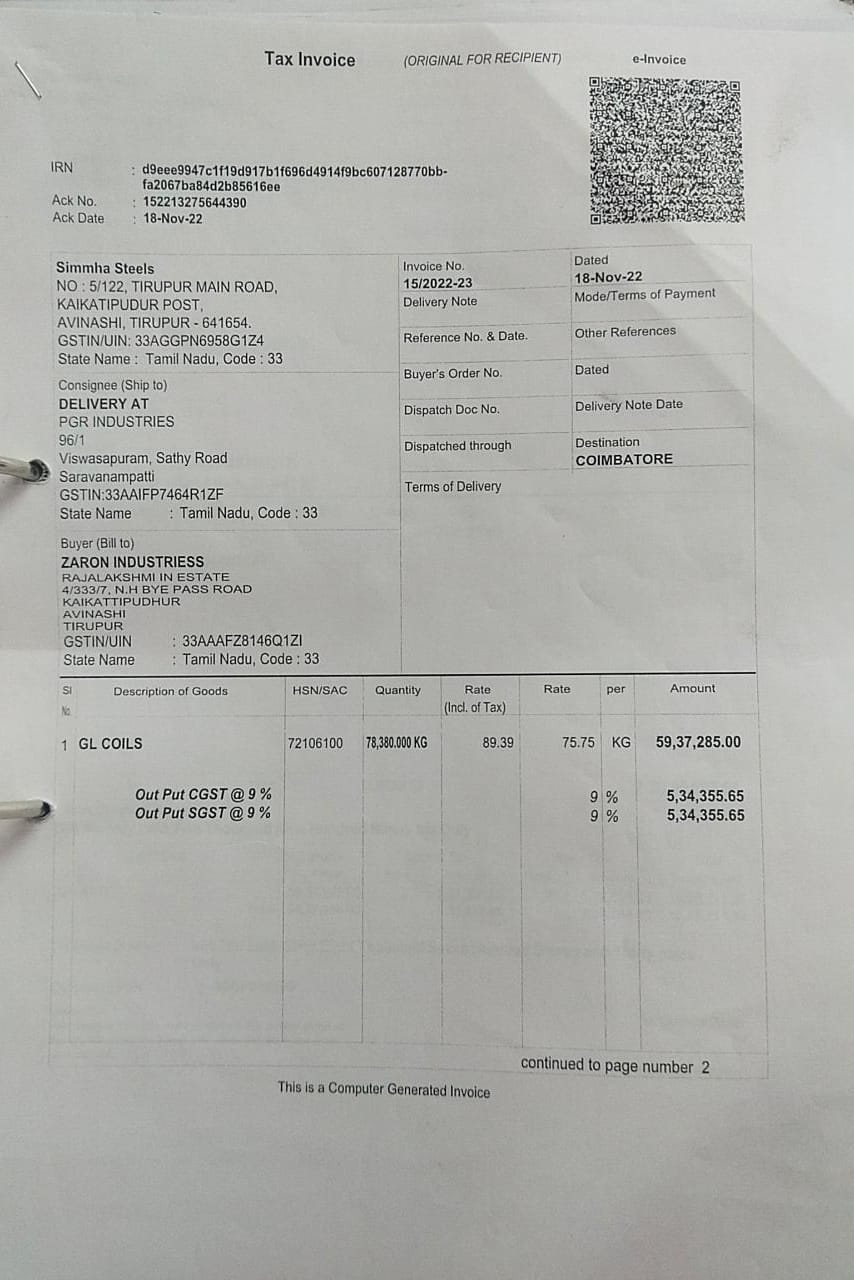 Tax Invoice (ORIGINAL FOR RECIPIENT) e-Invoice
IRN : d9eee9947c1f19d917b1f696d4914f9bc607128770bb-
fa2067ba84d2b85616ee
Ack No. : 152213275644390
Ack Date : 18-Nov-22
Simmha Steels
NO : 5/122, TIRUPUR MAIN ROAD,
KAIKATIPUDUR POST,
AVINASHI, TIRUPUR - 641654.
GSTIN/UIN: 33AGGPN6958G1Z4
State Name : Tamil Nadu, Code : 33
Invoice No.
15/2022-23
Dated
18-Nov-22
Delivery Note
Mode/Terms of Payment
Reference No. & Date.
Other References
Buyer's Order No.
Dated
Dispatch Doc No.
Delivery Note Date
Dispatched through
Destination
COIMBATORE
Terms of Delivery
Consignee (Ship to)
DELIVERY AT
PGR INDUSTRIES
96/1
Viswasapuram, Sathy Road
Saravanampatti
GSTIN:33AAIFP7464R1ZF
State Name : Tamil Nadu, Code : 33
Buyer (Bill to)
ZARON INDUSTRIESS
RAJALAKSHMI IN ESTATE
4/333/7, N.H BYE PASS ROAD
KAIKATTIPUDHUR
AVINASHI
TIRUPUR
GSTIN/UIN : 33AAAFZ8146Q1ZI
State Name : Tamil Nadu, Code : 33
Sl No. Description of Goods HSN/SAC Quantity Rate (Incl. of Tax) Rate per Amount
1 GL COILS 72106100 78,380.000 KG 89.39 75.75 KG 59,37,285.00
Out Put CGST @ 9 % 9 % 5,34,355.65
Out Put SGST @ 9 % 9 % 5,34,355.65
continued to page number 2
This is a Computer Generated Invoice